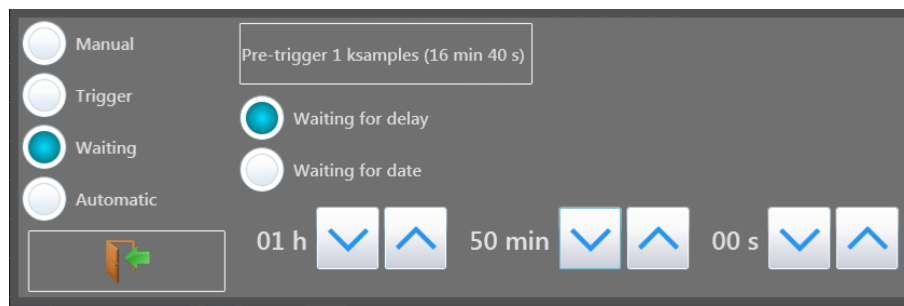 Manual
Trigger
Waiting
Automatic
Pre-trigger 1 ksamples (16 min 40 s)
Waiting for delay
Waiting for date
01 h 50 min 00 s